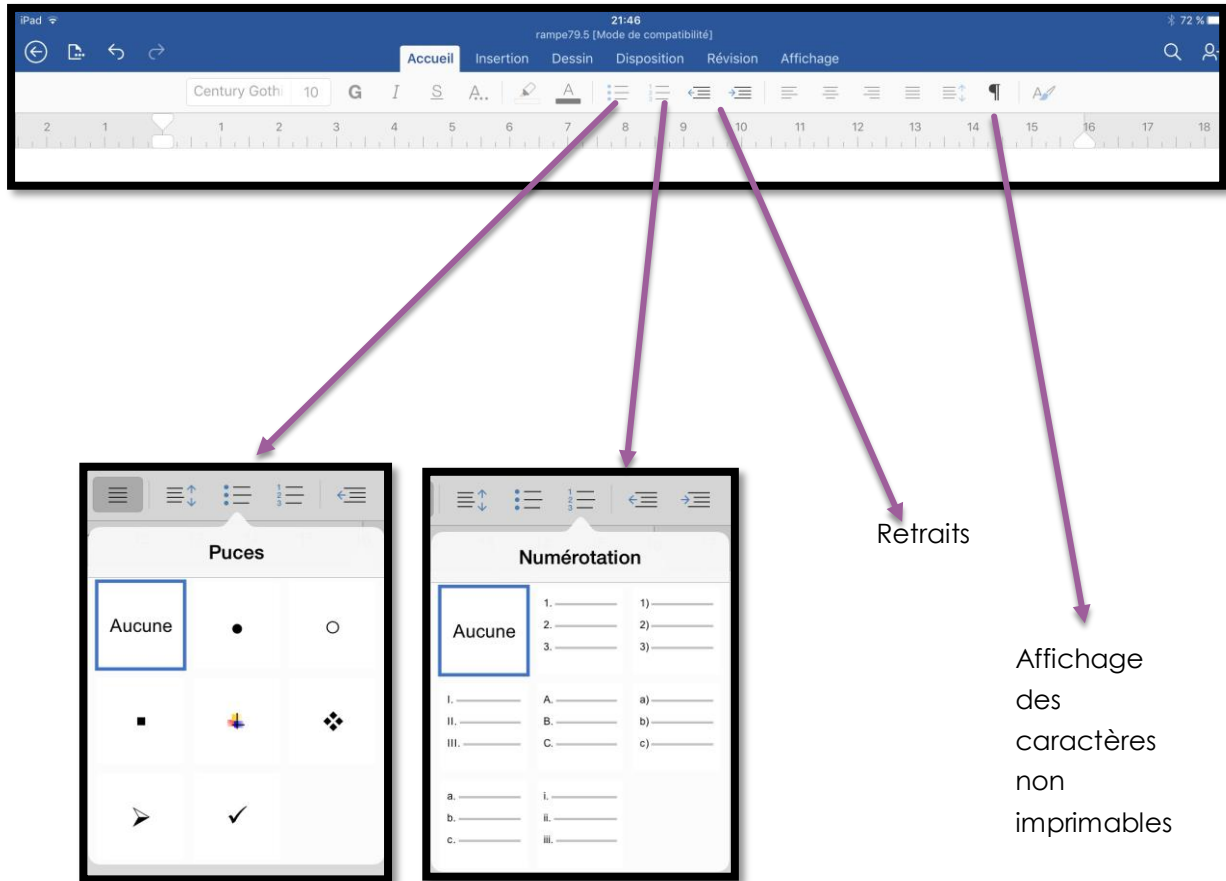 iPad 21:46 72 %
rampe79.5 [Mode de compatibilité]
Accueil Insertion Dessin Disposition Révision Affichage
Century Gothi 10 G I S A.. A
2 1 1 2 3 4 5 6 7 8 9 10 11 12 13 14 15 16 17 18
Puces
Aucune
Numérotation
Aucune
1. 1)
2. 2)
3. 3)
I. A. a)
II. B. b)
III. C. c)
a. i.
b. ii.
c. iii.
Retraits
Affichage
des
caractères
non
imprimables